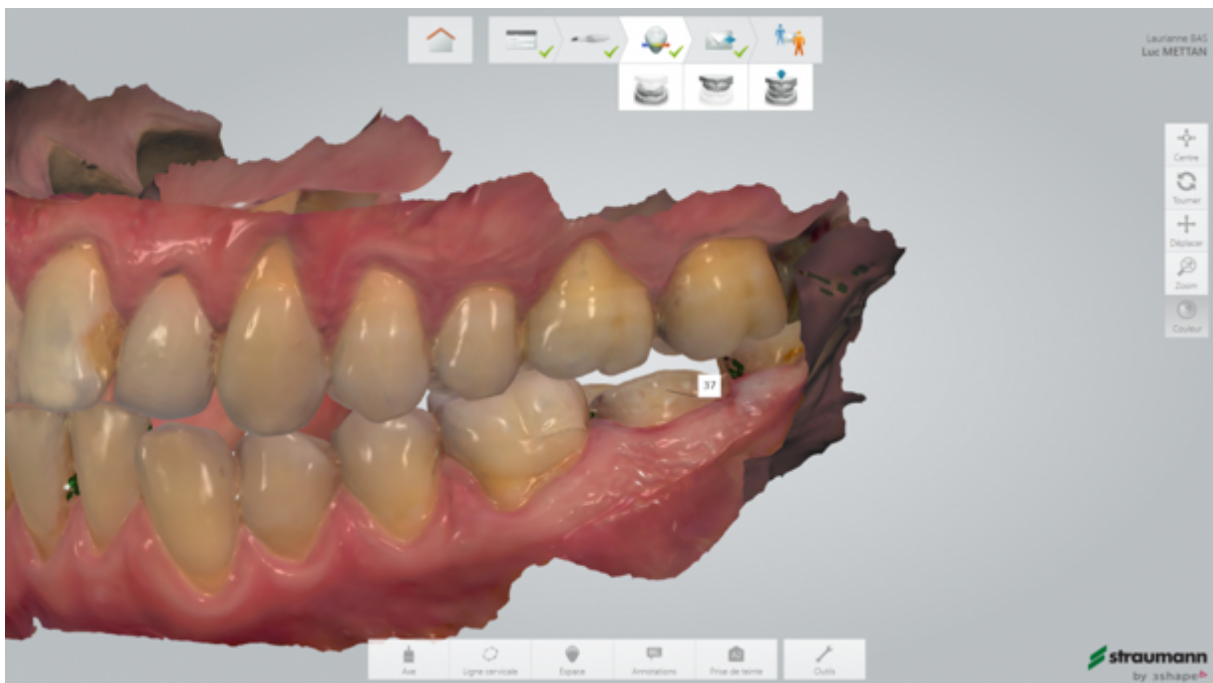 Laurianne BAS
Luc METTAN
Centre
Tourner
Déplacer
Zoom
Couleur
37
Axe
Ligne cervicale
Espace
Annotations
Prise de teinte
Outils
straumann
by 3shape